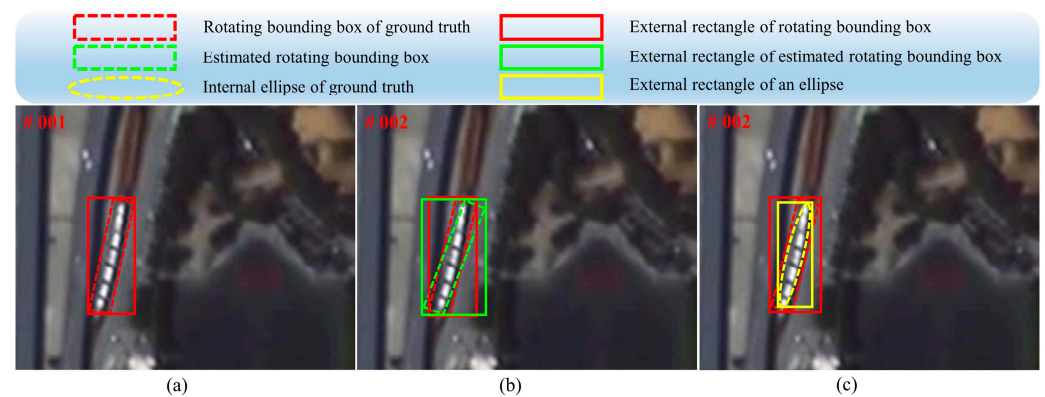 Rotating bounding box of ground truth
External rectangle of rotating bounding box
Estimated rotating bounding box
External rectangle of estimated rotating bounding box
Internal ellipse of ground truth
External rectangle of an ellipse
# 001
# 002
# 002
(a)
(b)
(c)